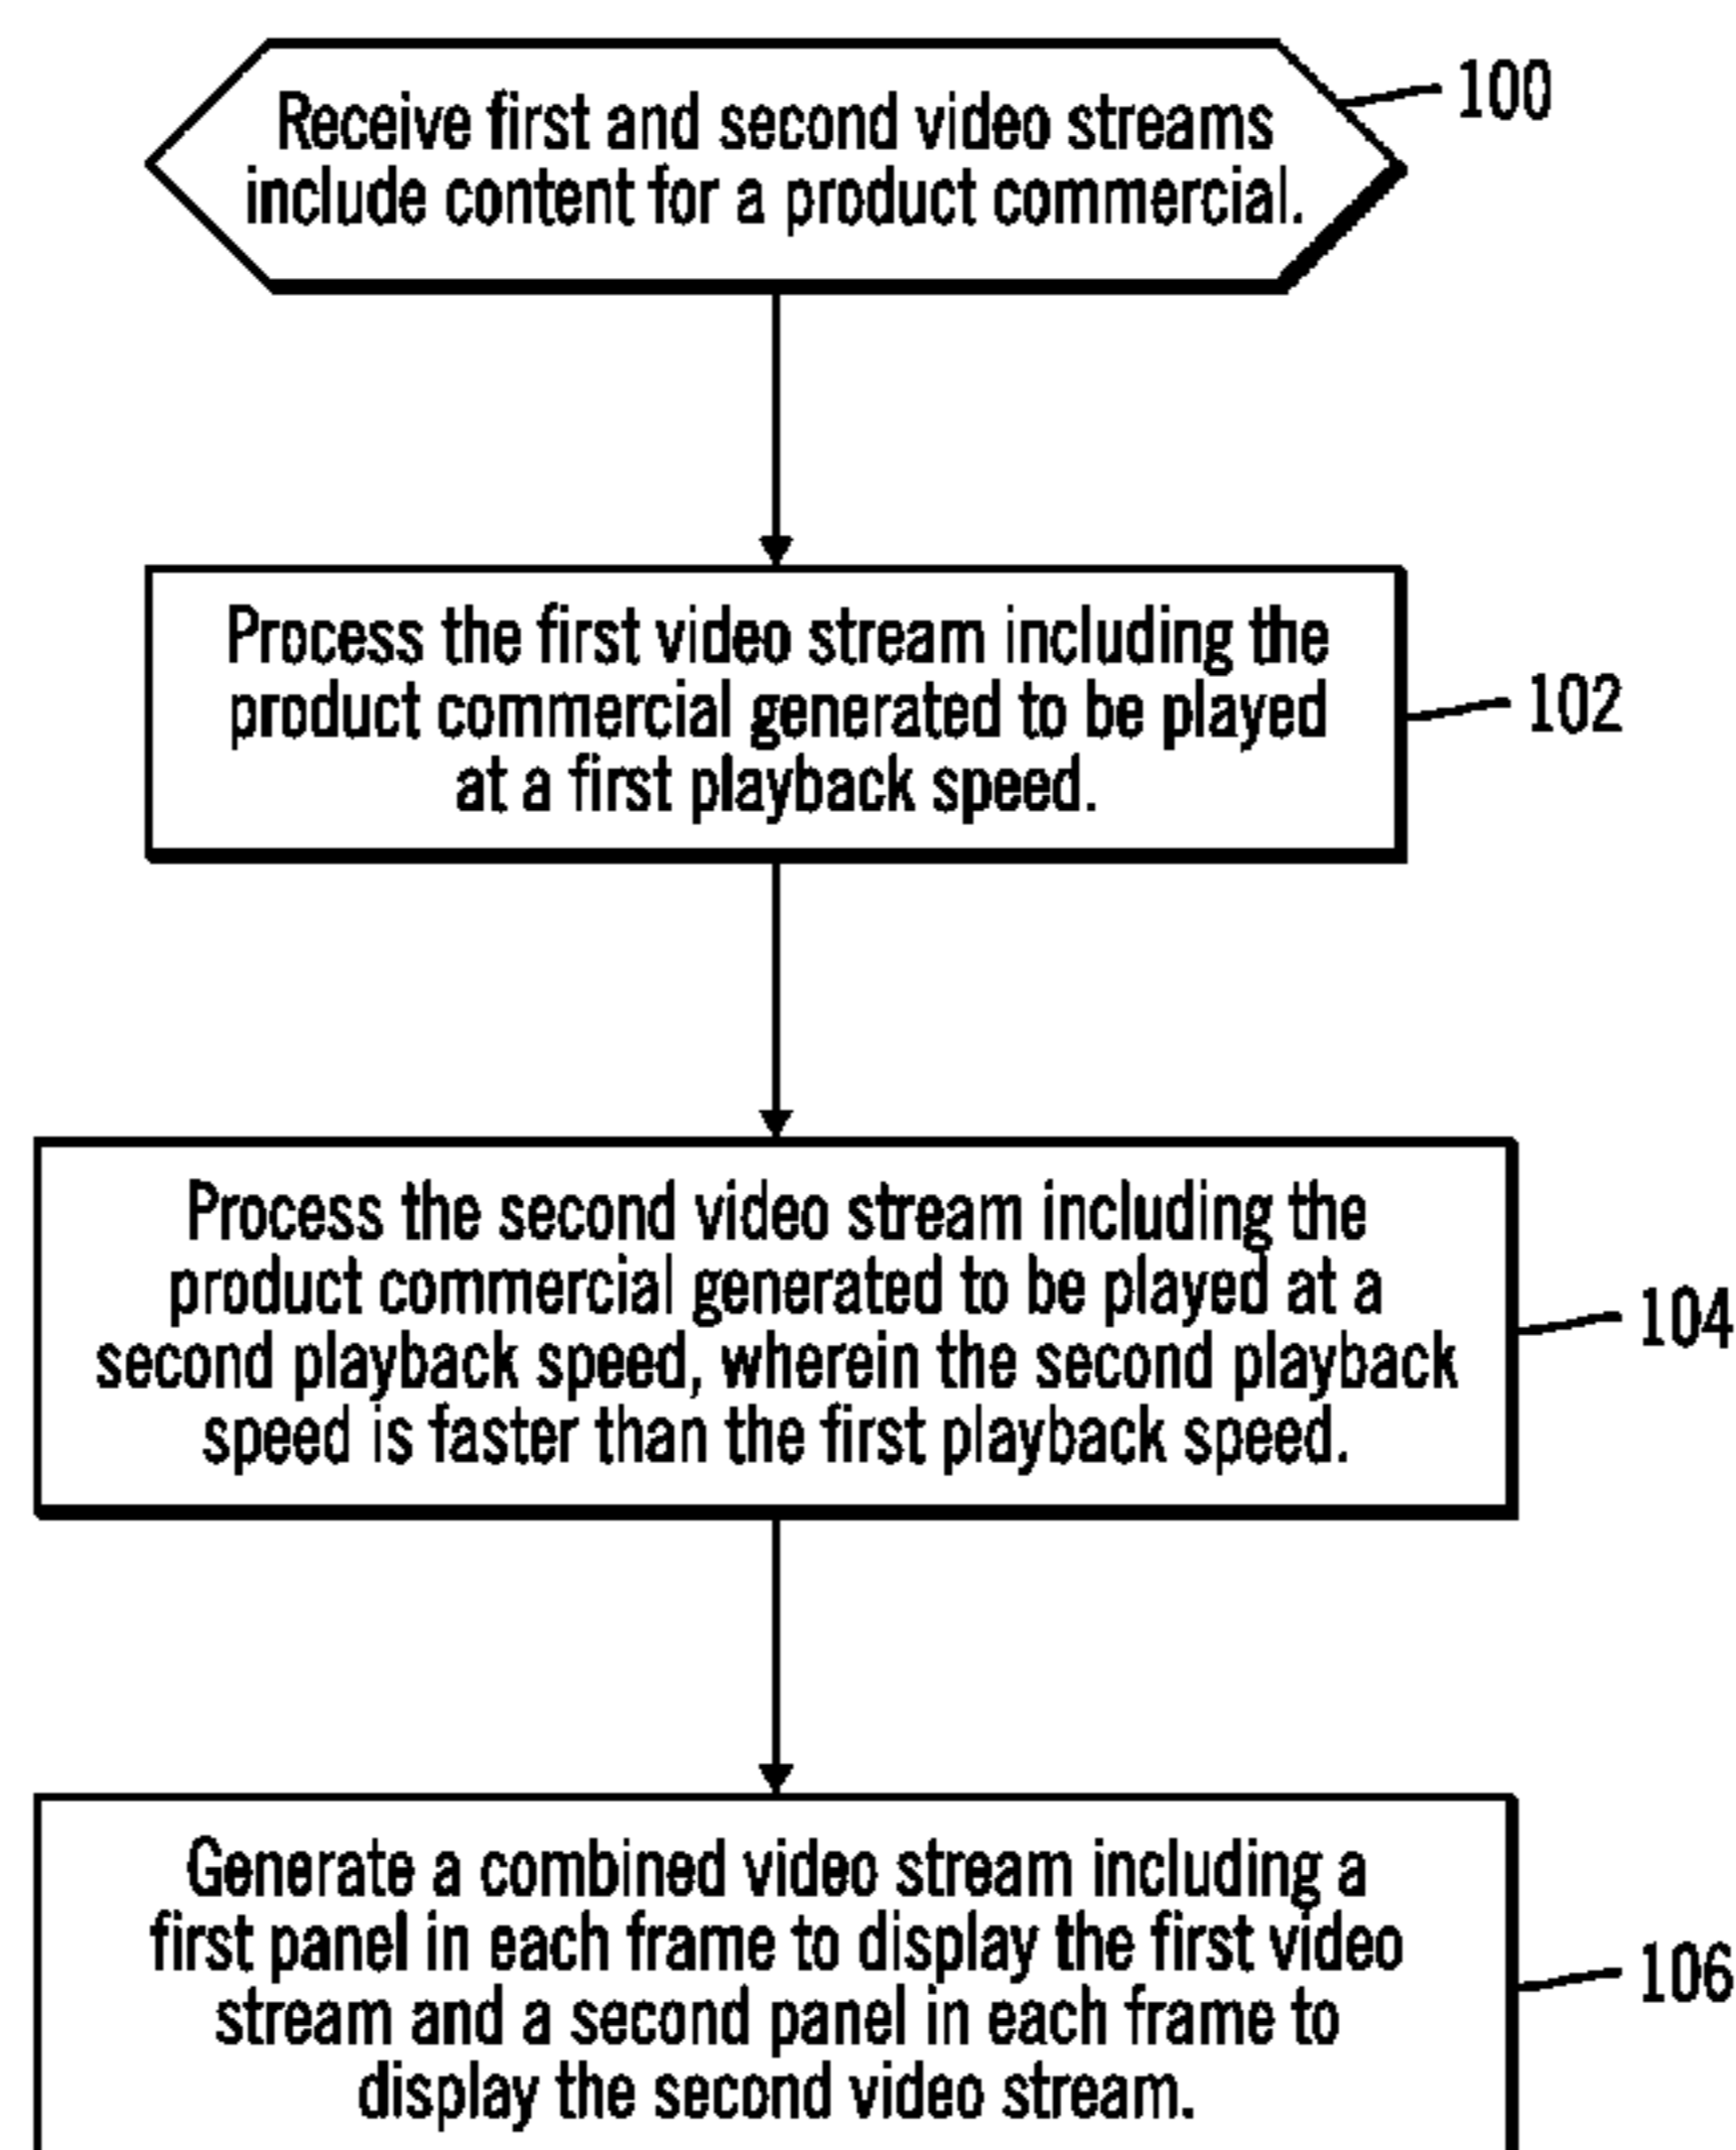 Receive first and second video streams
include content for a product commercial.
100
Process the first video stream including the
product commercial generated to be played
at a first playback speed.
102
Process the second video stream including the
product commercial generated to be played at a
second playback speed, wherein the second playback
speed is faster than the first playback speed.
104
Generate a combined video stream including a
first panel in each frame to display the first video
stream and a second panel in each frame to
display the second video stream.
106